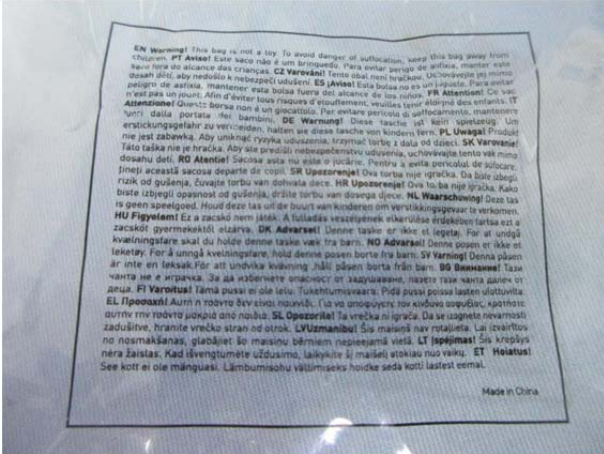 EN Warning! This bag is not a toy. To avoid danger of suffocation, keep this bag away from
children. PT Aviso! Este saco não é um brinquedo. Para evitar perigo de asfixia, manter este
saco fora do alcance das crianças. CZ Varování! Tento obal není hračkou. Uchovávejte jej mimo
dosah dětí, aby nedošlo k nebezpečí udušení. ES ¡Aviso! Esta bolsa no es un juguete. Para evitar
peligro de asfixia, mantener esta bolsa fuera del alcance de los niños. FR Attention! Ce sac
n'est pas un jouet. Afin d'éviter tous risques d'étouffement, veuillez tenir éloigné des enfants. IT
Attenzione! Questa borsa non è un giocattolo. Per evitare pericolo di soffocamento, mantenere
fuori dalla portata dei bambini. DE Warnung! Diese tasche ist kein spielzeug. Um
erstickungsgefahr zu vermeiden, halten sie diese tasche von kindern fern. PL Uwaga! Produkt
nie jest zabawka. Aby uniknąć ryzyka uduszenia, trzymać torbę z dala od dzieci. SK Varovanie!
Táto taška nie je hračka. Aby ste predišli nebezpečenstvu udusenia, uchovávajte tento vak mimo
dosahu detí. RO Atentie! Sacosa asta nu este o jucărie. Pentru a evita pericolul de sufocare,
țineți această sacosa departe de copii. SR Upozorenje! Ova torba nije igračka. Da biste izbegli
rizik od gušenja, čuvajte torbu van dohvata dece. HR Upozorenje! Ova to. ba nije igračka. Kako
biste izbjegli opasnost od gušenja, držite torbu van dosega djece. NL Waarschuwing! Deze tas
is geen speelgoed. Houd deze tas uit de buurt van kinderen om verstikkingsgevaar te verkomen.
HU Figyelem! Ez a zacskó nem játék. A fulladás veszélyének elkerülése érdekében tartsa ezt a
zacskót gyermekektől elzárva. DK Advarsel! Denne taske er ikke et legetøj. For at undgå
kvælningsfare skal du holde denne taske væk fra børn. NO Advarsel! Denne posen er ikke et
leketøy. For å unngå kvelningsfare, hold denne posen borte fra barn. SV Varning! Denna påsen
är inte en leksak. För att undvika kvävning ,håll påsen borta från barn. BG Внимание! Тази
чанта не е играчка. За да избегнете опасност от задушаване, пазете тази чанта далеч от
деца. FI Varoitus! Tämä pussi ei ole lelu. Tukehtumisvaara. Pidä pussi poissa lasten ulottuvilta.
EL Προσοχή! Αυτή η τσάντα δεν είναι παιχνίδι. Για να αποφύγετε τον κίνδυνο ασφυξίας, κρατήστε
αυτήν την τσάντα μακριά από παιδιά. SL Opozorilo! Ta vrečka ni igrača. Da se izognete nevarnosti
zadušitve, hranite vrečko stran od otrok. LV Uzmanību! Šis maisiņš nav rotaļlieta. Lai izvairītos
no nosmakšanas, glabājiet šo maisiņu bērniem nepieejamā vietā. LT Įspėjimas! Šis krepšys
nėra žaislas. Kad išvengtumėte uždusimo, laikykite šį maišelį atokiau nuo vaikų. ET Hoiatus!
See kott ei ole mänguasi. Lämbumisohu vältimiseks hoidke seda kotti lastest eemal.
Made in China